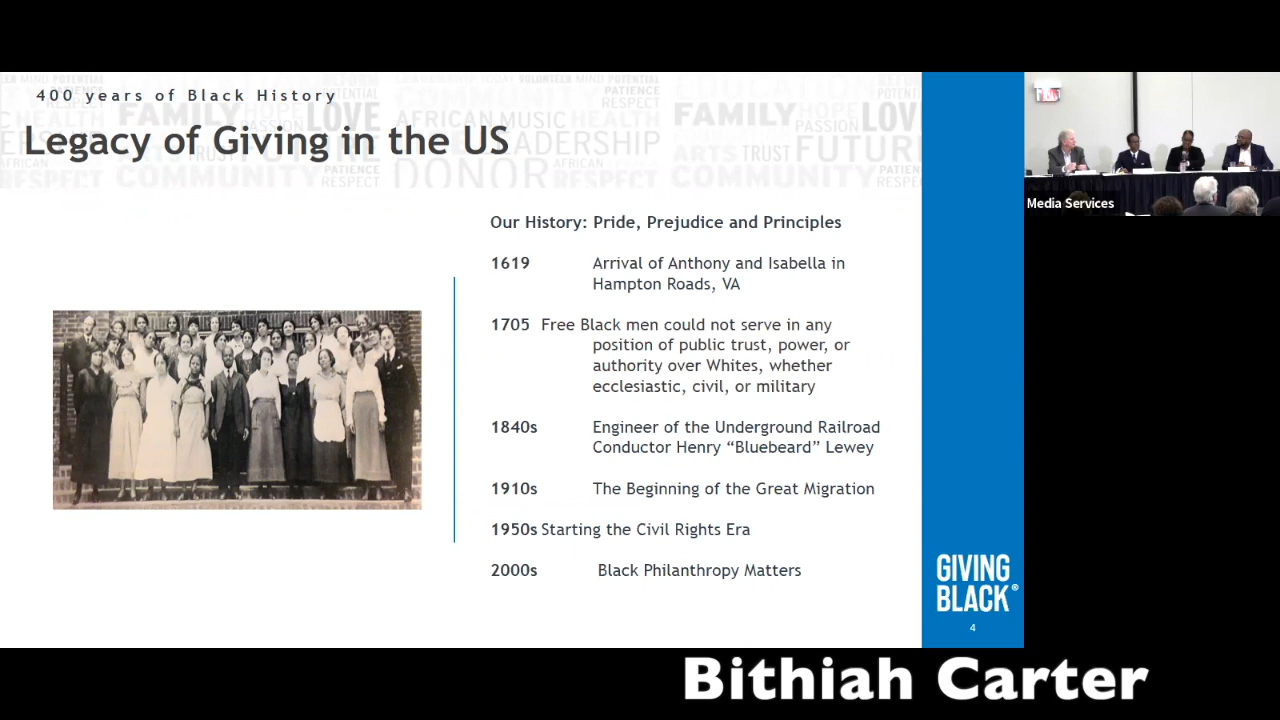 400 years of Black History
Legacy of Giving in the US
Our History: Pride, Prejudice and Principles
1619 Arrival of Anthony and Isabella in
Hampton Roads, VA
1705 Free Black men could not serve in any
position of public trust, power, or
authority over Whites, whether
ecclesiastic, civil, or military
1840s Engineer of the Underground Railroad
Conductor Henry “Bluebeard” Lewey
1910s The Beginning of the Great Migration
1950s Starting the Civil Rights Era
2000s Black Philanthropy Matters
GIVING
BLACK®
4
Media Services
Bithiah Carter